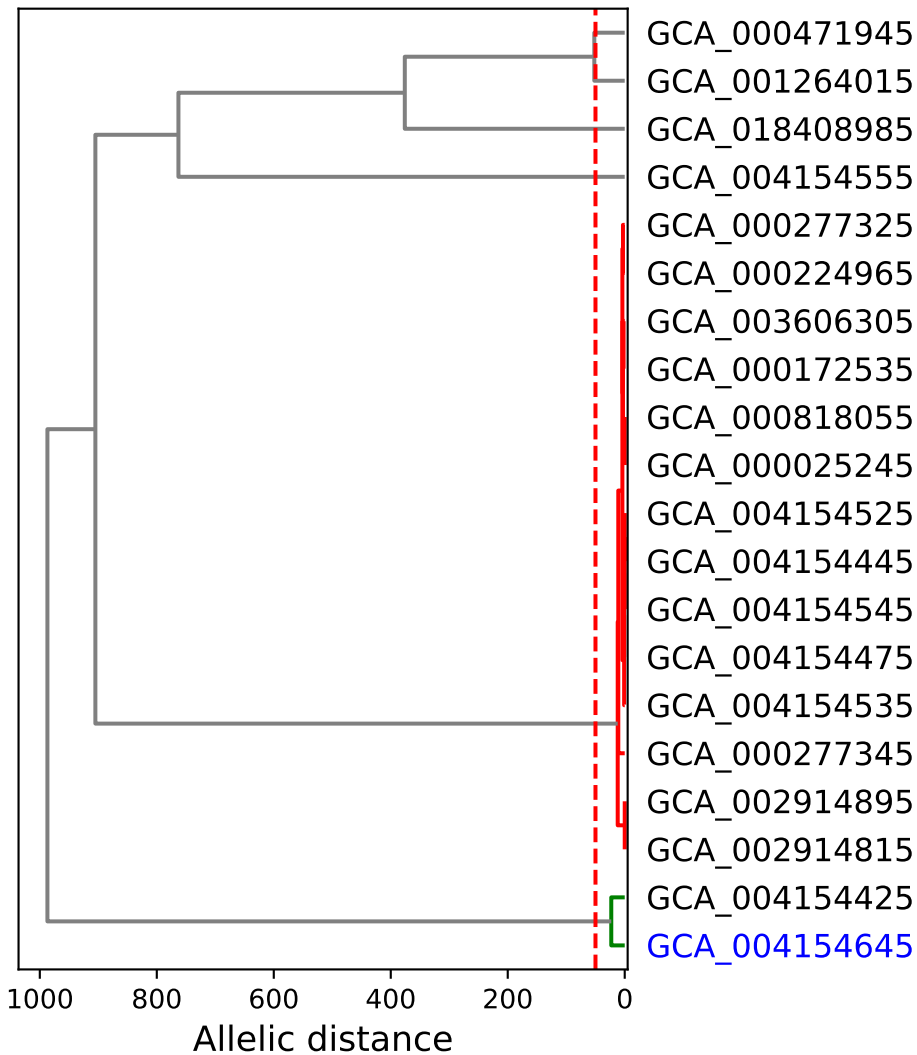 GCA_000471945
GCA_001264015
GCA_018408985
GCA_004154555
GCA_000277325
GCA_000224965
GCA_003606305
GCA_000172535
GCA_000818055
GCA_000025245
GCA_004154525
GCA_004154445
GCA_004154545
GCA_004154475
GCA_004154535
GCA_000277345
GCA_002914895
GCA_002914815
GCA_004154425
GCA_004154645
1000 800 600 400 200 0
Allelic distance